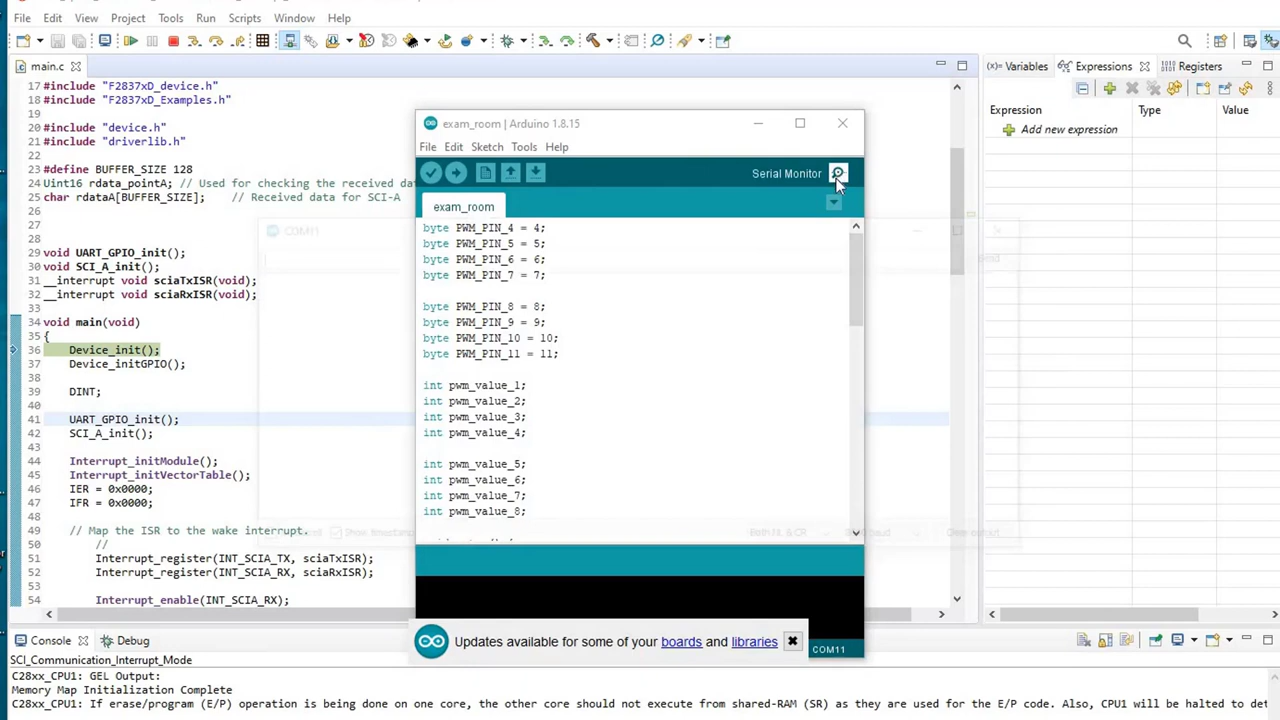 File Edit View Project Tools Run Scripts Window Help
main.c
17 #include "F2837xD_device.h"
18 #include "F2837xD_Examples.h"
19
20 #include "device.h"
21 #include "driverlib.h"
22
23 #define BUFFER_SIZE 128
24 Uint16 rdata_pointA; // Used for checking the received
25 char rdataA[BUFFER_SIZE]; // Received data for SCI-A
26
27
28
29 void UART_GPIO_init();
30 void SCI_A_init();
31 __interrupt void sciaTxISR(void);
32 __interrupt void sciaRxISR(void);
33
34 void main(void)
35 {
36 Device_init();
37 Device_initGPIO();
38
39 DINT;
40
41 UART_GPIO_init();
42 SCI_A_init();
43
44 Interrupt_initModule();
45 Interrupt_initVectorTable();
46 IER = 0x0000;
47 IFR = 0x0000;
48
49 // Map the ISR to the wake interrupt.
50 //
51 Interrupt_register(INT_SCIA_TX, sciaTxISR);
52 Interrupt_register(INT_SCIA_RX, sciaRxISR);
53
54 Interrupt_enable(INT_SCIA_RX);
COM11
exam_room | Arduino 1.8.15
File Edit Sketch Tools Help
Serial Monitor
exam_room
byte PWM_PIN_4 = 4;
byte PWM_PIN_5 = 5;
byte PWM_PIN_6 = 6;
byte PWM_PIN_7 = 7;
byte PWM_PIN_8 = 8;
byte PWM_PIN_9 = 9;
byte PWM_PIN_10 = 10;
byte PWM_PIN_11 = 11;
int pwm_value_1;
int pwm_value_2;
int pwm_value_3;
int pwm_value_4;
int pwm_value_5;
int pwm_value_6;
int pwm_value_7;
int pwm_value_8;
Updates available for some of your boards and libraries
COM11
Variables Expressions Registers
Expression Type Value
Add new expression
Console Debug
SCI_Communication_Interrupt_Mode
C28xx_CPU1: GEL Output:
Memory Map Initialization Complete
C28xx_CPU1: If erase/program (E/P) operation is being done on one core, the other core should not execute from shared-RAM (SR) as they are used for the E/P code. Also, CPU1 will be halted to det